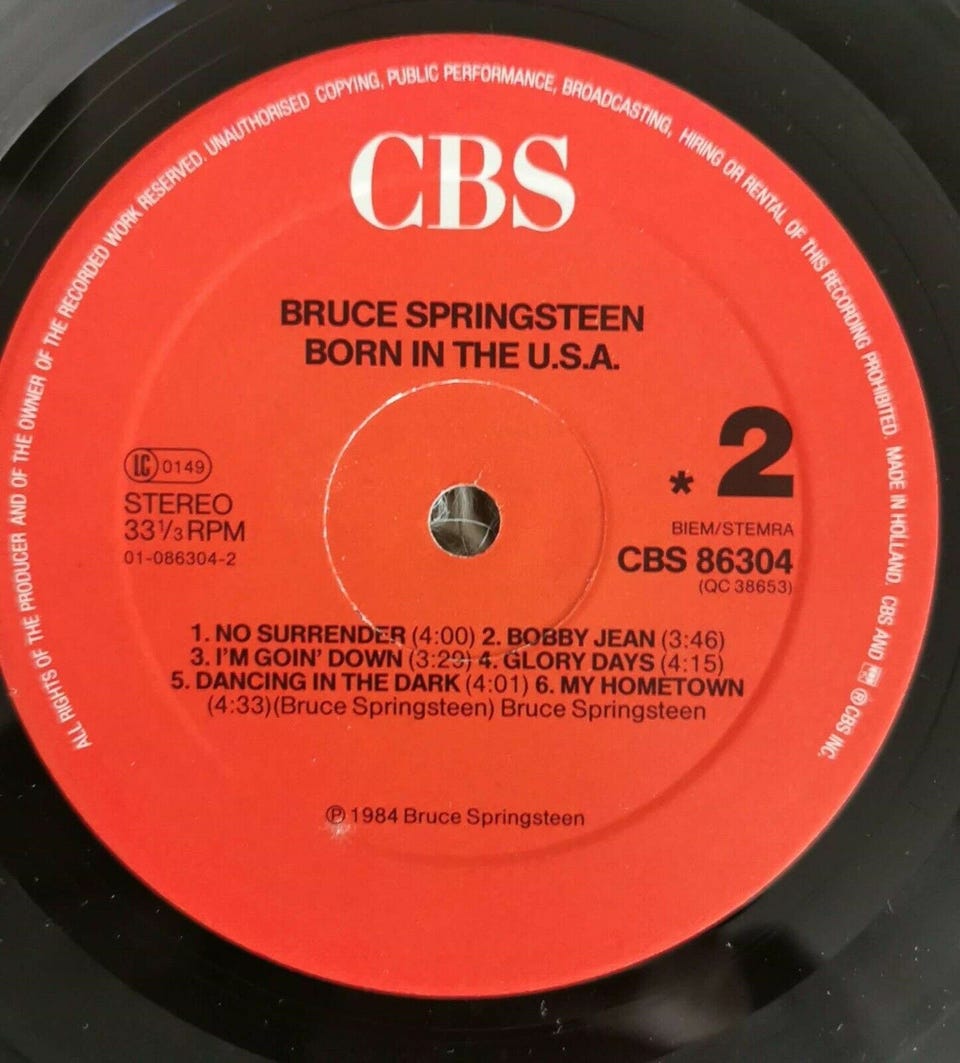 ALL RIGHTS OF THE PRODUCER AND OF THE OWNER OF THE RECORDED WORK RESERVED. UNAUTHORISED COPYING, PUBLIC PERFORMANCE, BROADCASTING, HIRING OR RENTAL OF THIS RECORDING PROHIBITED. MADE IN HOLLAND. CBS AND ℗ CBS INC.
CBS
BRUCE SPRINGSTEEN
BORN IN THE U.S.A.
LC 0149
STEREO
33⅓ RPM
01-086304-2
* 2
BIEM/STEMRA
CBS 86304
(QC 38653)
1. NO SURRENDER (4:00) 2. BOBBY JEAN (3:46)
3. I'M GOIN' DOWN (3:29) 4. GLORY DAYS (4:15)
5. DANCING IN THE DARK (4:01) 6. MY HOMETOWN
(4:33)(Bruce Springsteen) Bruce Springsteen
℗ 1984 Bruce Springsteen